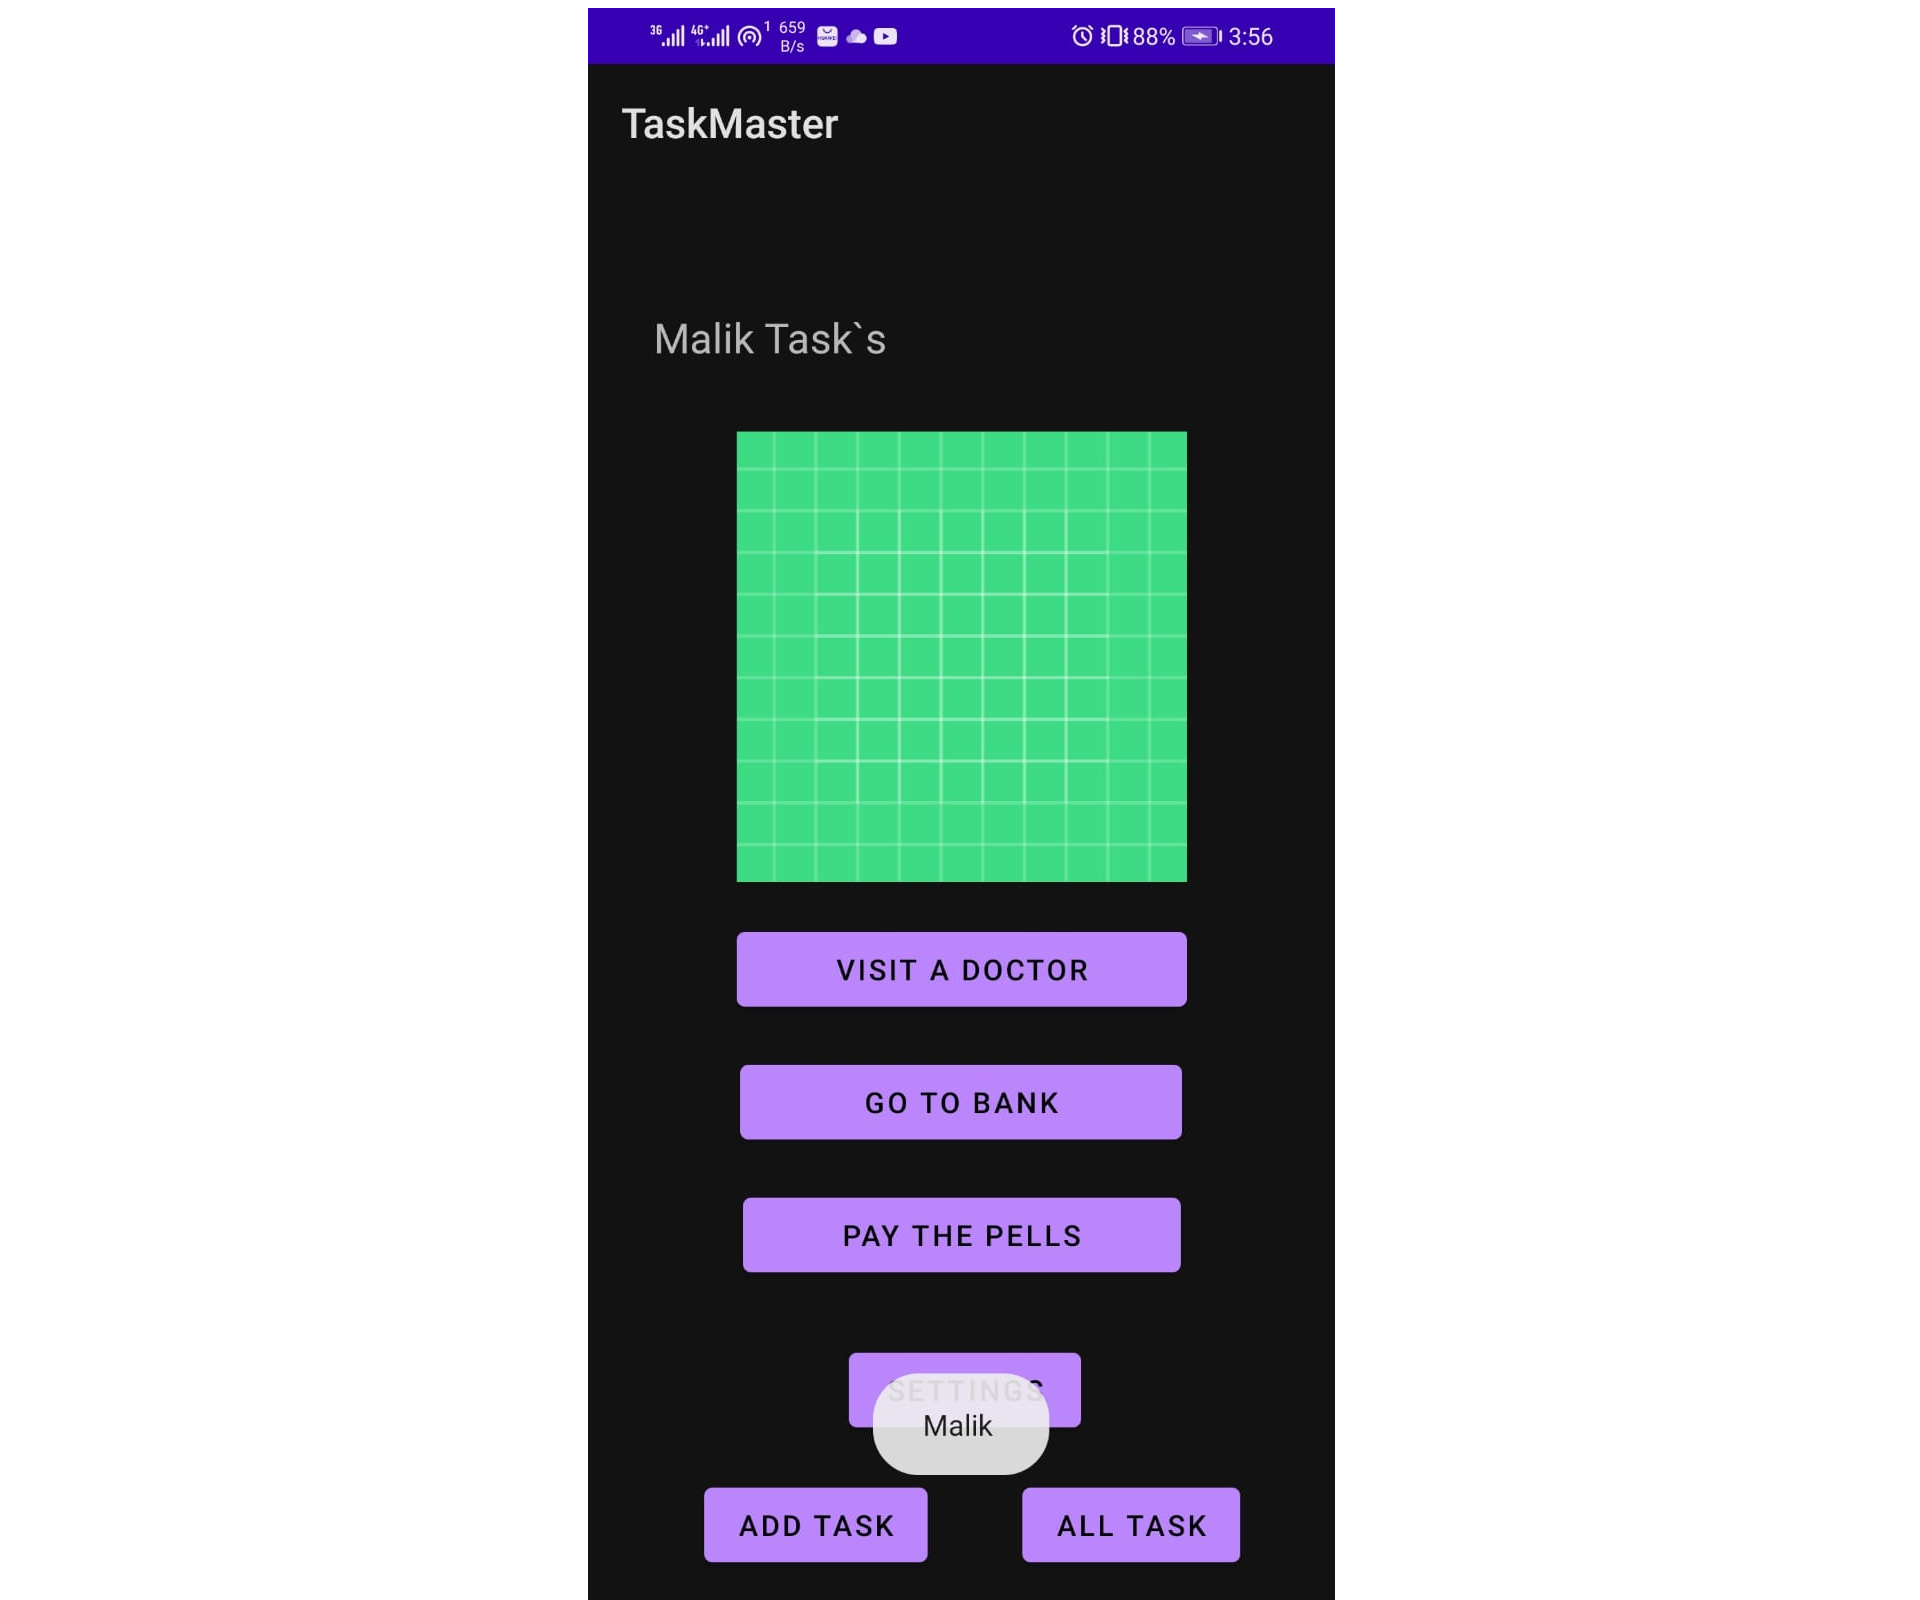 3G 4G+ 1 659 B/s HUAWEI 88% 3:56
TaskMaster
Malik Task`s
VISIT A DOCTOR
GO TO BANK
PAY THE PELLS
SETTINGS
Malik
ADD TASK ALL TASK